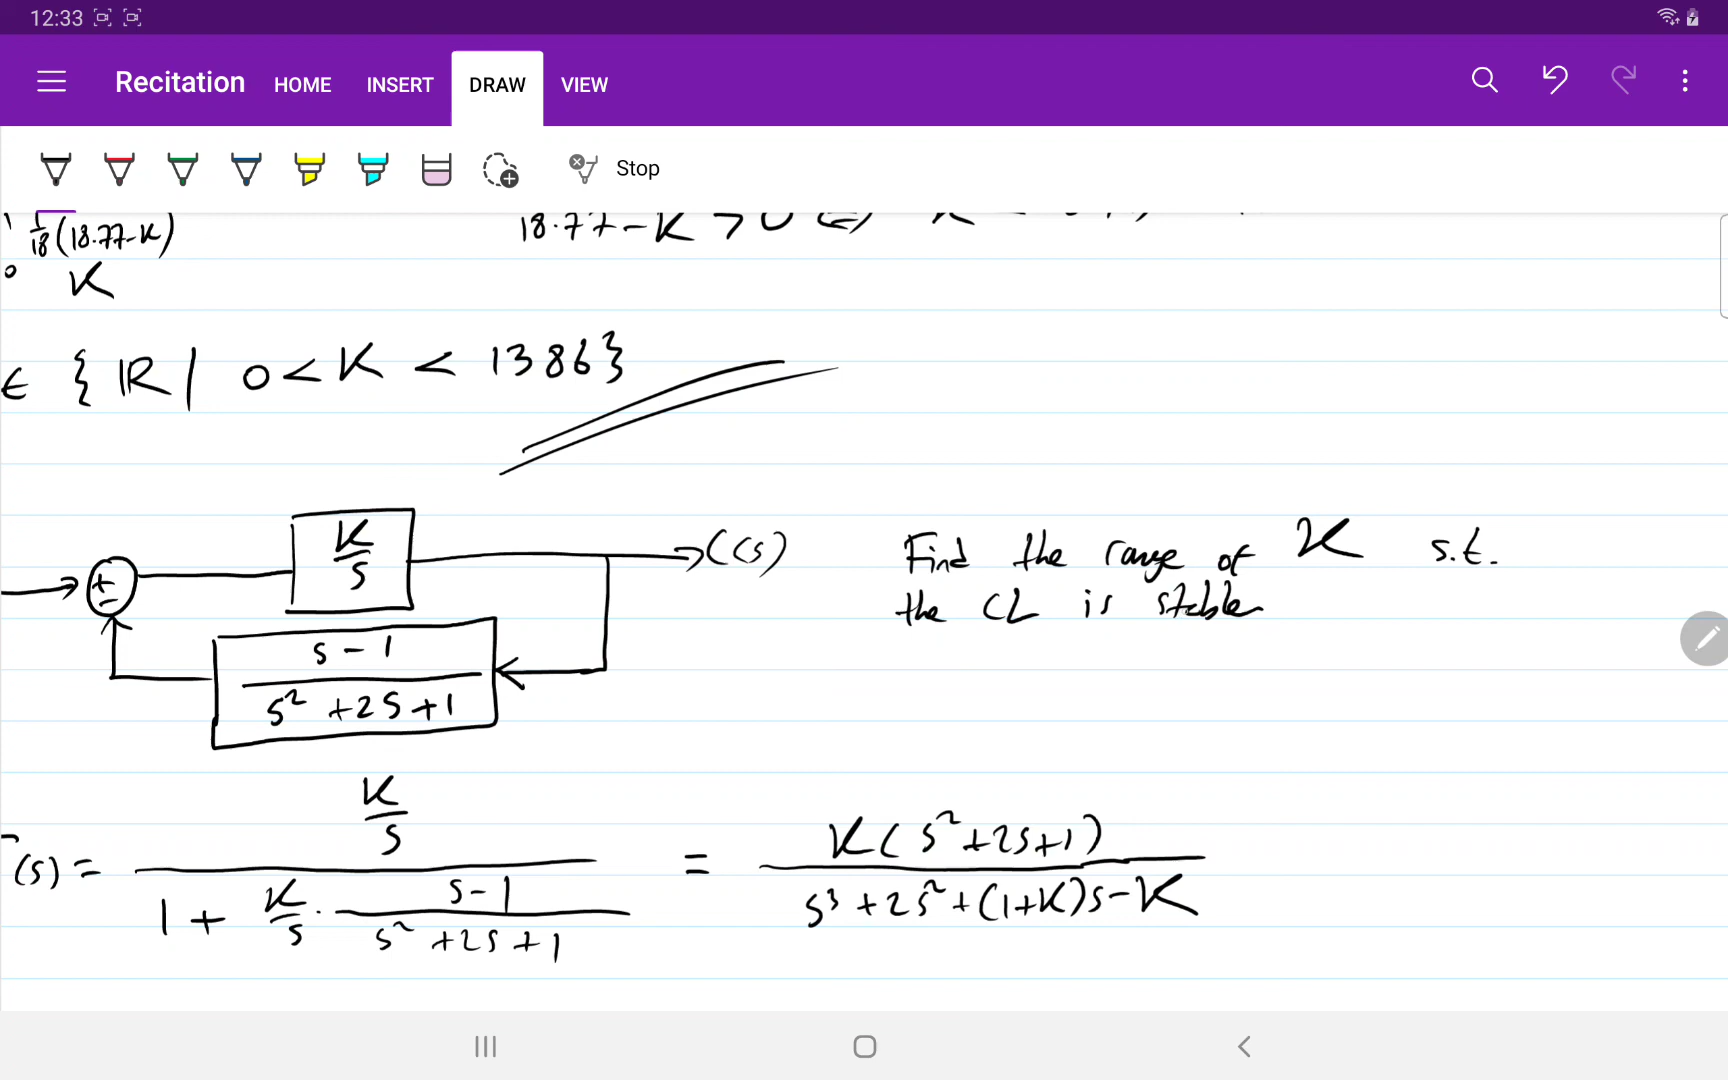 12:33
Recitation HOME INSERT DRAW VIEW
Stop
1/18 (18.77-K)
18.77-K > 0
0 K
∈ {ℝ | 0 < K < 1386}
K/s
C(s)
+
-
s-1 / s²+2s+1
Find the range of K s.t.
the CL is stable
(s) = (K/s) / (1 + K/s · (s-1)/(s²+2s+1)) = K(s²+2s+1) / (s³+2s²+(1+K)s-K)